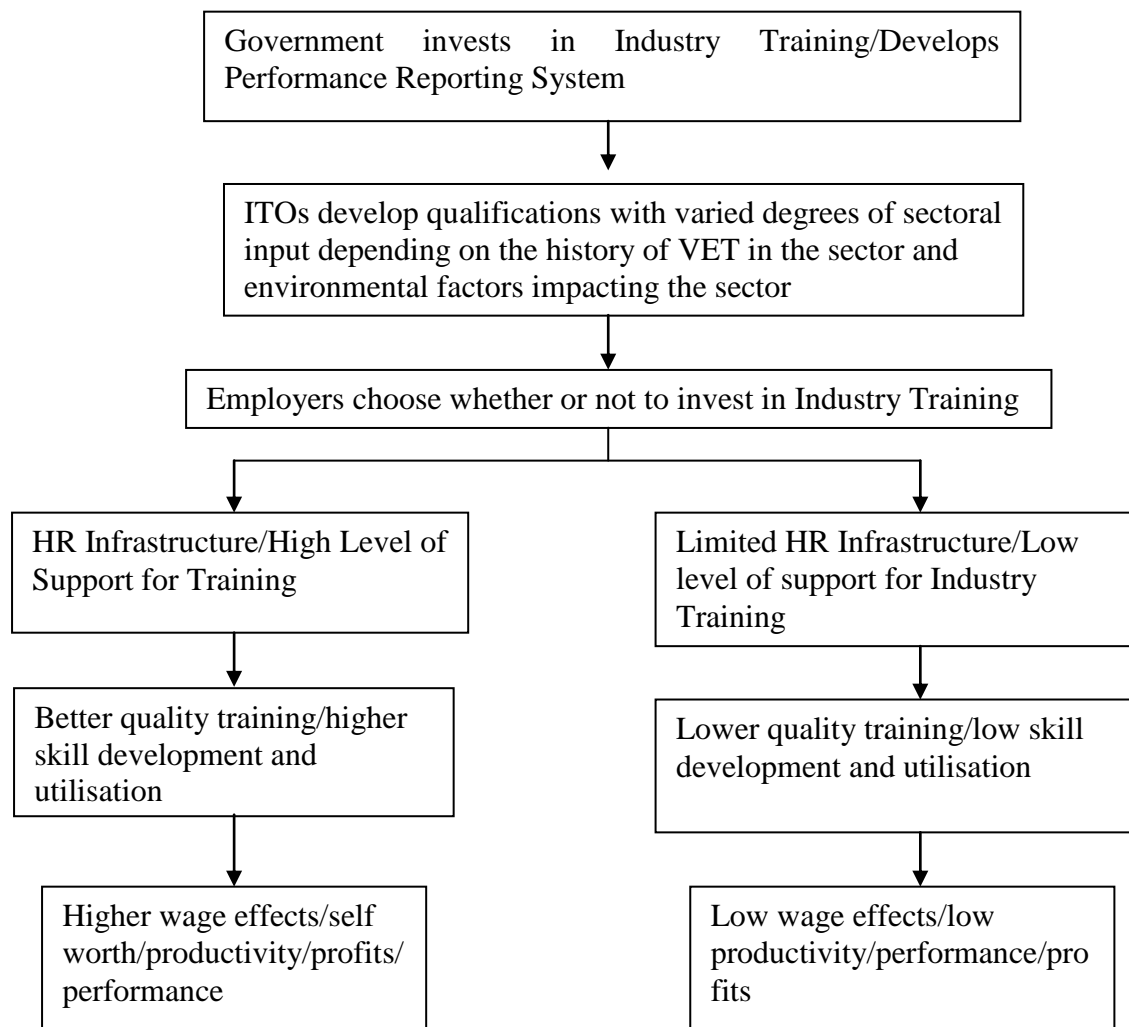 Government invests in Industry Training/Develops
Performance Reporting System
ITOs develop qualifications with varied degrees of sectoral
input depending on the history of VET in the sector and
environmental factors impacting the sector
Employers choose whether or not to invest in Industry Training
HR Infrastructure/High Level of
Support for Training
Limited HR Infrastructure/Low
level of support for Industry
Training
Better quality training/higher
skill development and
utilisation
Lower quality training/low skill
development and utilisation
Higher wage effects/self
worth/productivity/profits/
performance
Low wage effects/low
productivity/performance/pro
fits